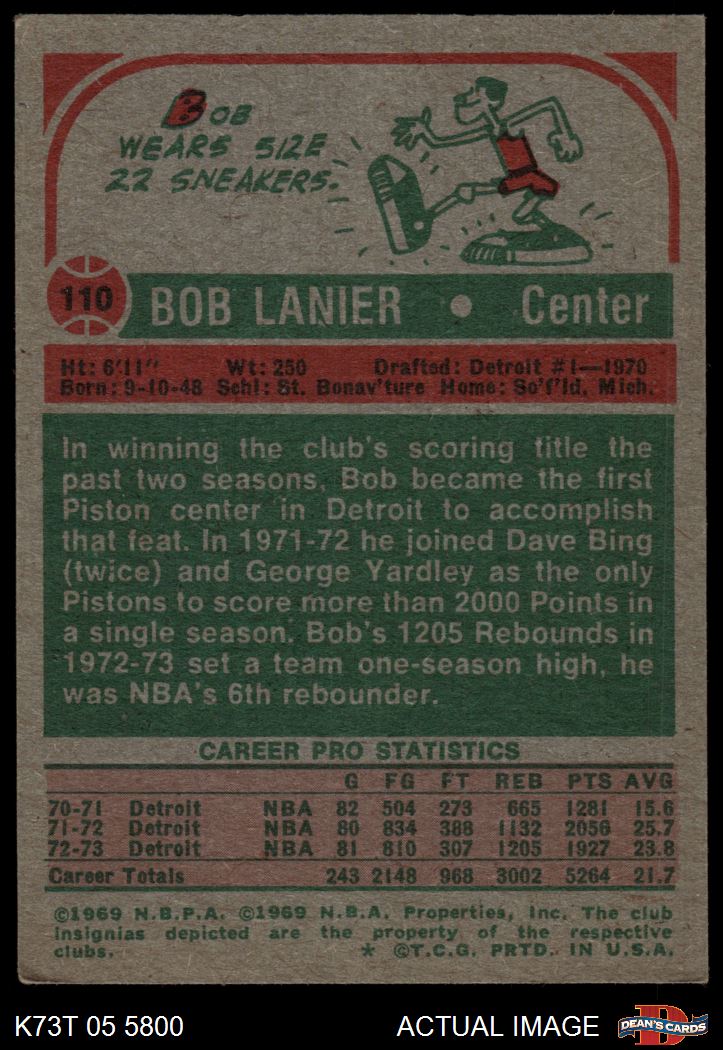 BOB
WEARS SIZE
22 SNEAKERS.
110 BOB LANIER • Center
Ht: 6'11" Wt: 250 Drafted: Detroit #1—1970
Born: 9-10-48 Schl: St. Bonav'ture Home: So'f'ld, Mich.
In winning the club's scoring title the
past two seasons, Bob became the first
Piston center in Detroit to accomplish
that feat. In 1971-72 he joined Dave Bing
(twice) and George Yardley as the only
Pistons to score more than 2000 Points in
a single season. Bob's 1205 Rebounds in
1972-73 set a team one-season high, he
was NBA's 6th rebounder.
CAREER PRO STATISTICS
G FG FT REB PTS AVG
70-71 Detroit NBA 82 504 273 665 1281 15.6
71-72 Detroit NBA 80 834 388 1132 2056 25.7
72-73 Detroit NBA 81 810 307 1205 1927 23.8
Career Totals 243 2148 968 3002 5264 21.7
©1969 N.B.P.A. ©1969 N.B.A. Properties, Inc. The club
insignias depicted are the property of the respective
clubs. * ©T.C.G. PRTD. IN U.S.A.
K73T 05 5800 ACTUAL IMAGE D DEAN'S CARDS